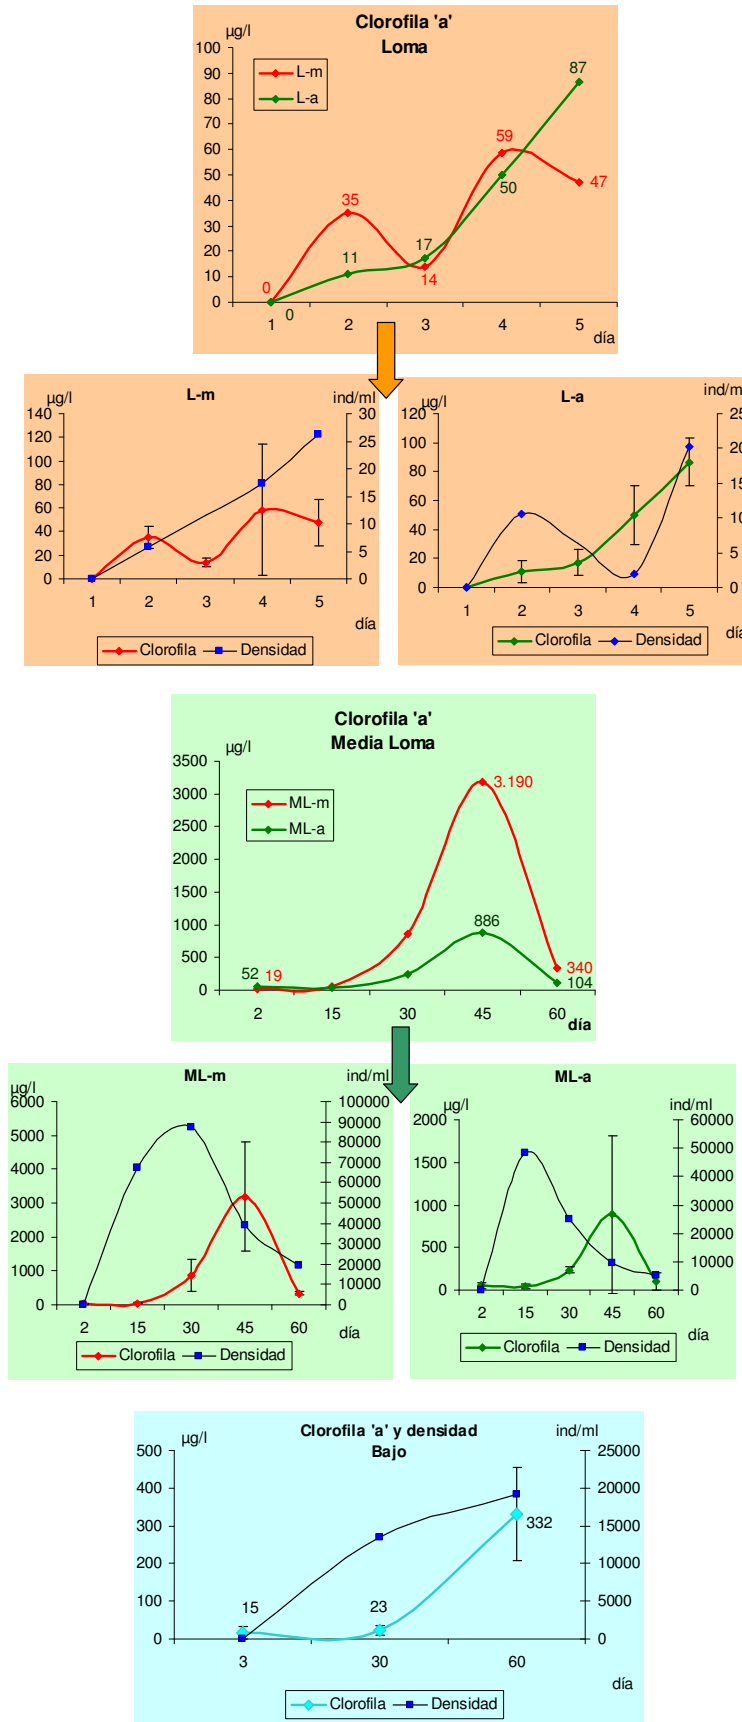 Clorofila 'a'
Loma
µg/l
100
90
80
70
60
50
40
30
20
10
0
L-m
L-a
0
0
35
11
17
14
59
50
87
47
1 2 3 4 5
día
L-m
µg/l
ind/ml
140
120
100
80
60
40
20
0
30
25
20
15
10
5
0
1 2 3 4 5
día
Clorofila Densidad
L-a
µg/l
ind/m
120
100
80
60
40
20
0
25
20
15
10
5
0
1 2 3 4 5
día
Clorofila Densidad
Clorofila 'a'
Media Loma
µg/l
3500
3000
2500
2000
1500
1000
500
0
ML-m
ML-a
3.190
886
52 19
340
104
2 15 30 45 60
día
ML-m
µg/l
ind/ml
6000
5000
4000
3000
2000
1000
0
100000
90000
80000
70000
60000
50000
40000
30000
20000
10000
0
2 15 30 45 60
día
Clorofila Densidad
ML-a
µg/l
ind/ml
2000
1500
1000
500
0
60000
50000
40000
30000
20000
10000
0
2 15 30 45 60
día
Clorofila Densidad
Clorofila 'a' y densidad
Bajo
µg/l
ind/ml
500
400
300
200
100
0
25000
20000
15000
10000
5000
0
15
23
332
3 30 60
día
Clorofila Densidad